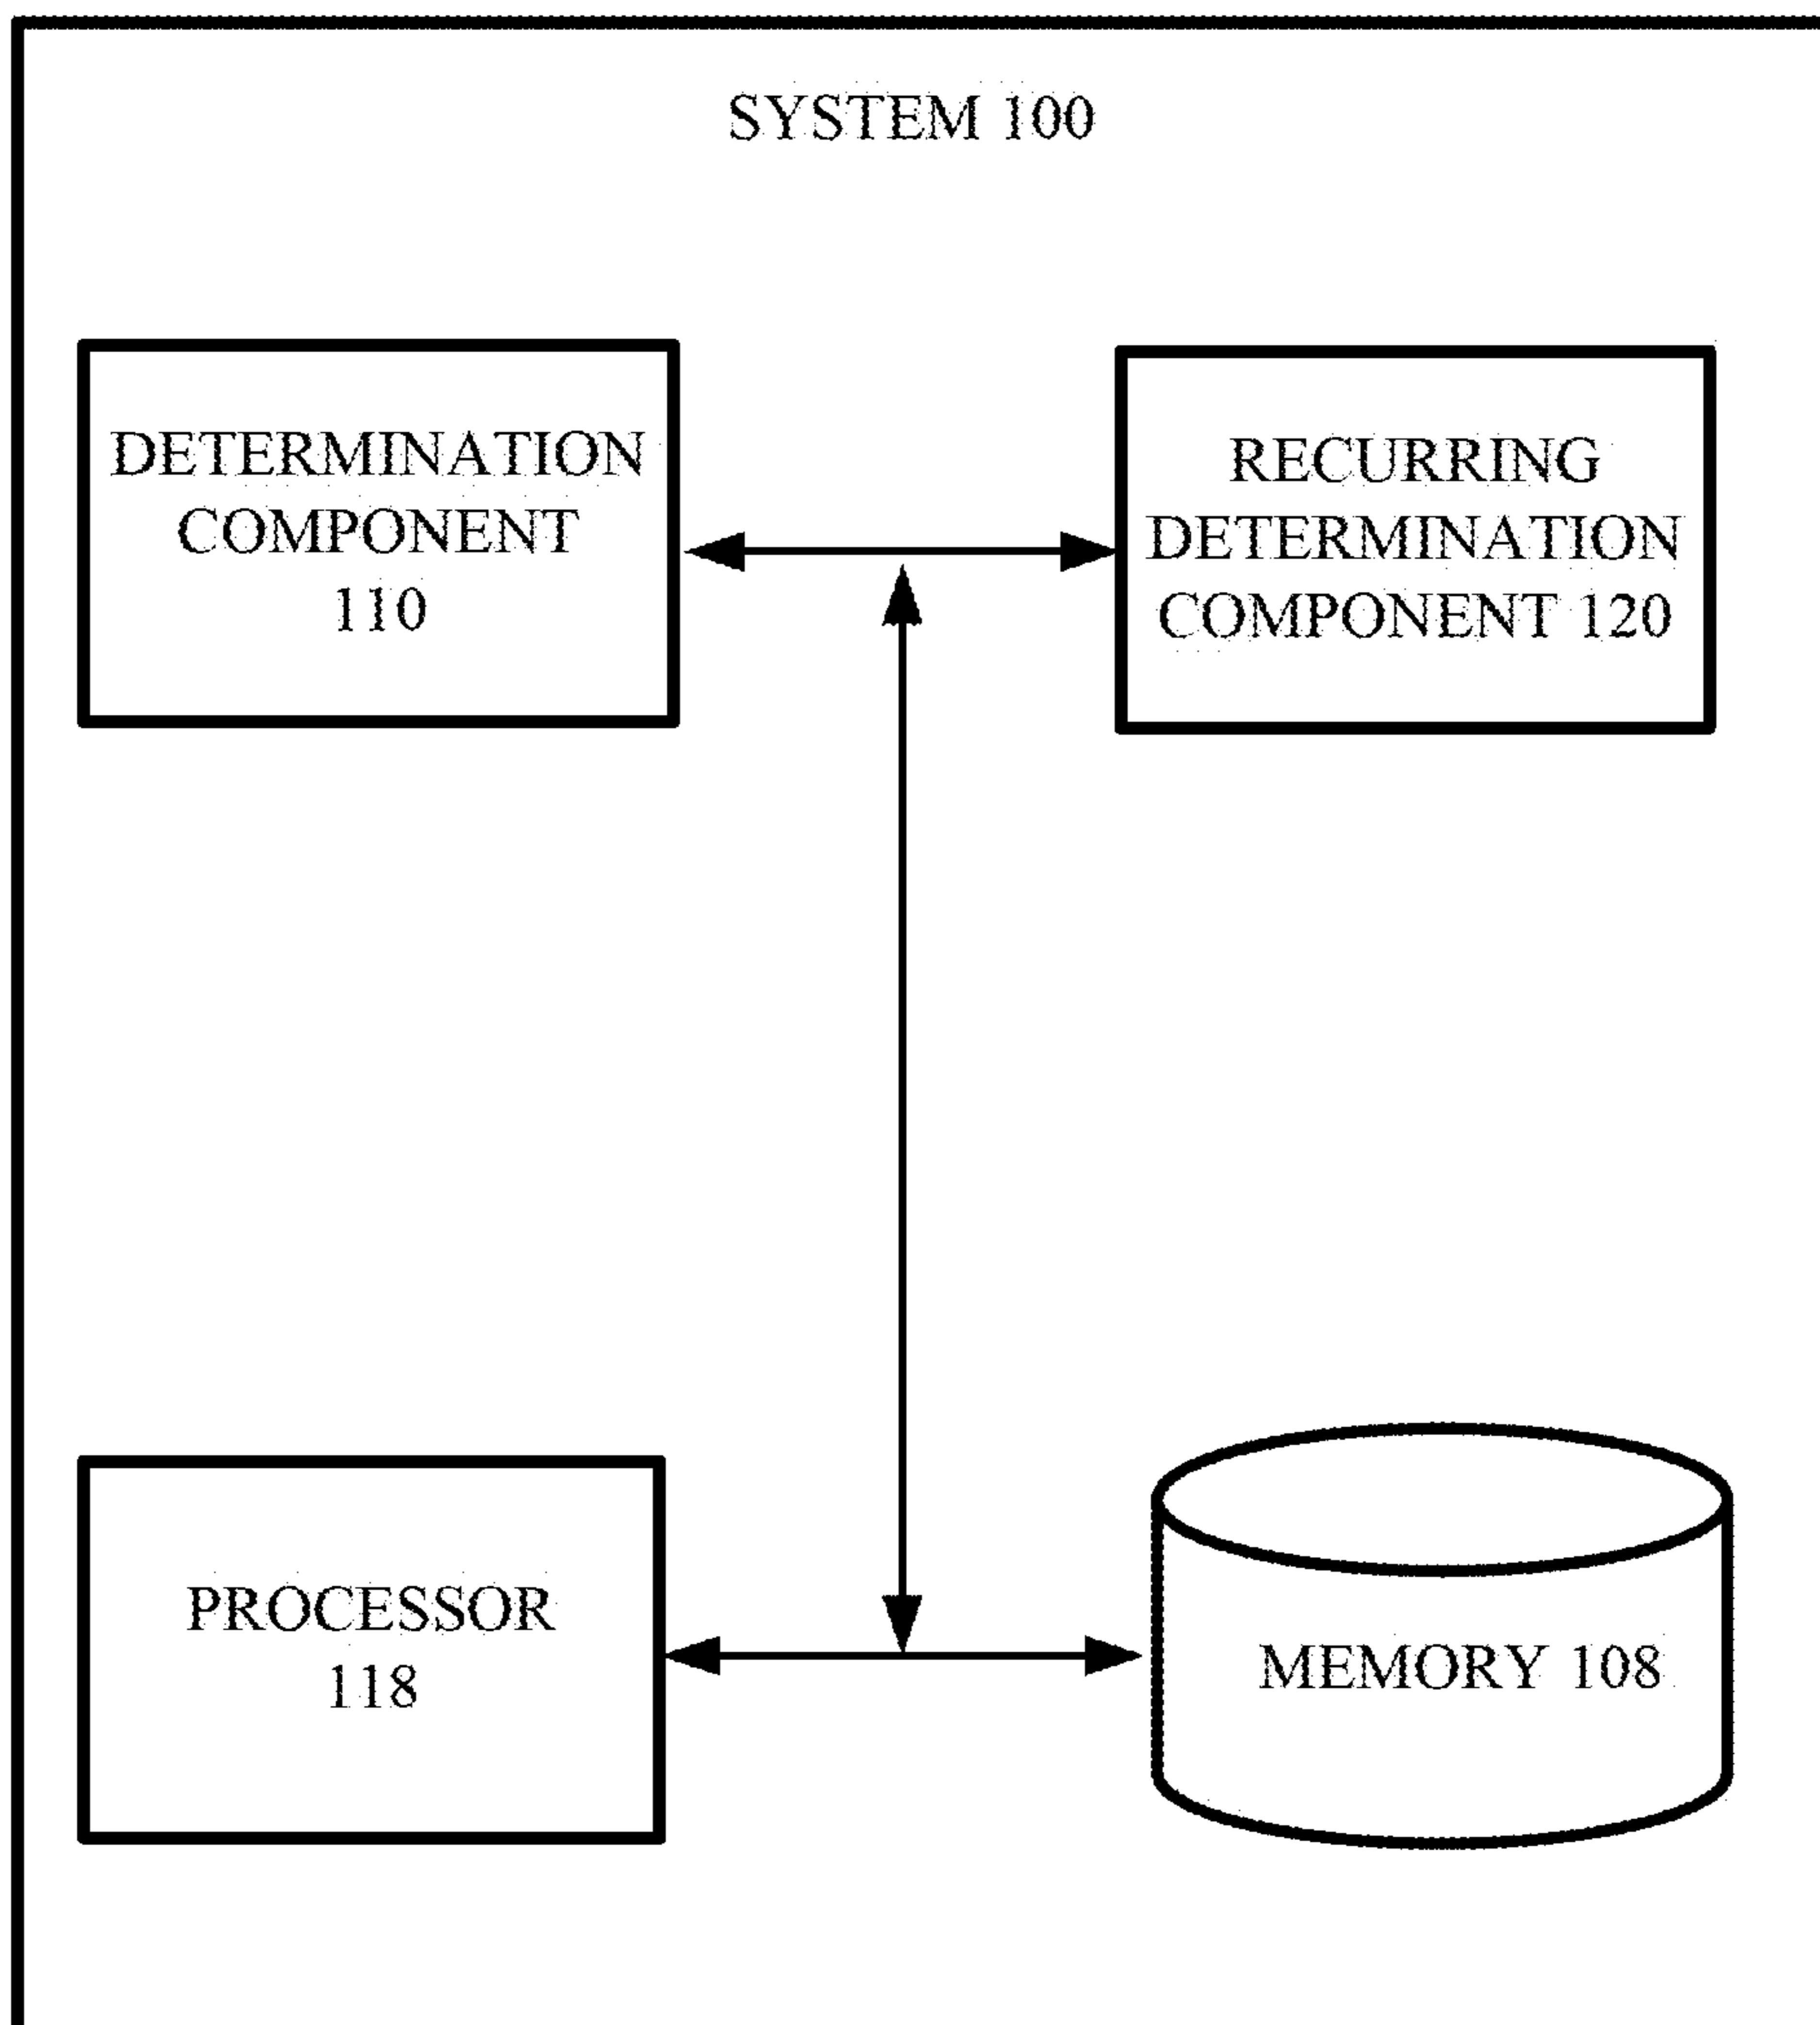 SYSTEM 100
DETERMINATION
COMPONENT
110
RECURRING
DETERMINATION
COMPONENT 120
PROCESSOR
118
MEMORY 108